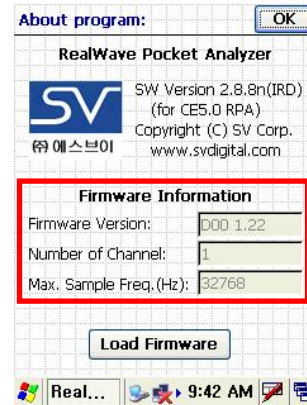 About program:
OK
RealWave Pocket Analyzer
SV
㈜에스브이
SW Version 2.8.8n(IRD)
(for CE5.0 RPA)
Copyright (C) SV Corp.
www.svdigital.com
Firmware Information
Firmware Version: D00 1.22
Number of Channel: 1
Max. Sample Freq.(Hz): 32768
Load Firmware
Real... 9:42 AM